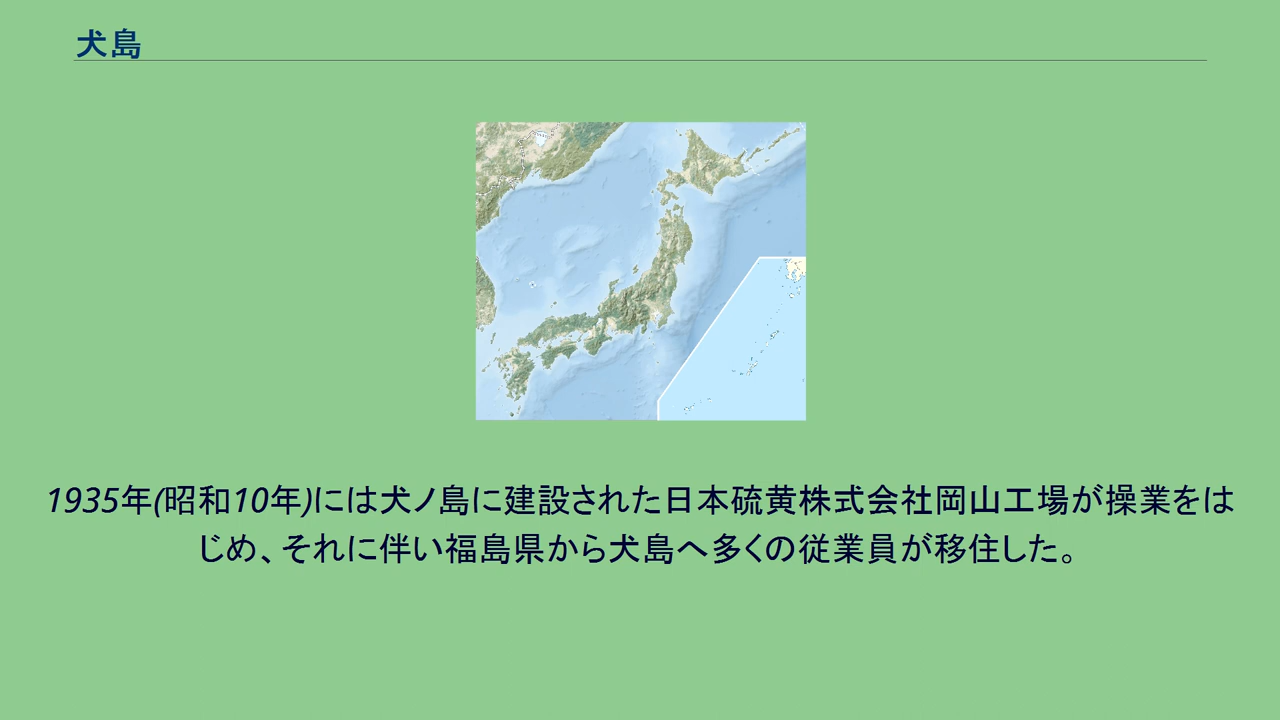 犬島
1935年(昭和10年)には犬ノ島に建設された日本硫黄株式会社岡山工場が操業をは
じめ、それに伴い福島県から犬島へ多くの従業員が移住した。